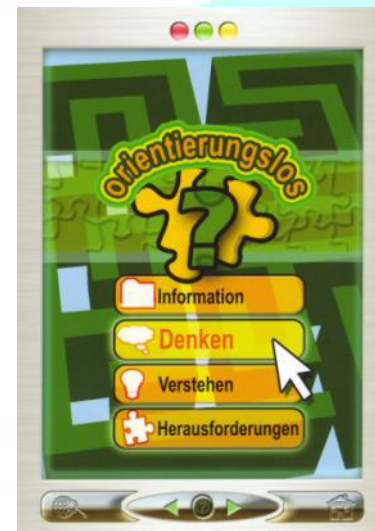 orientierungslos
?
Information
Denken
Verstehen
Herausforderungen
?